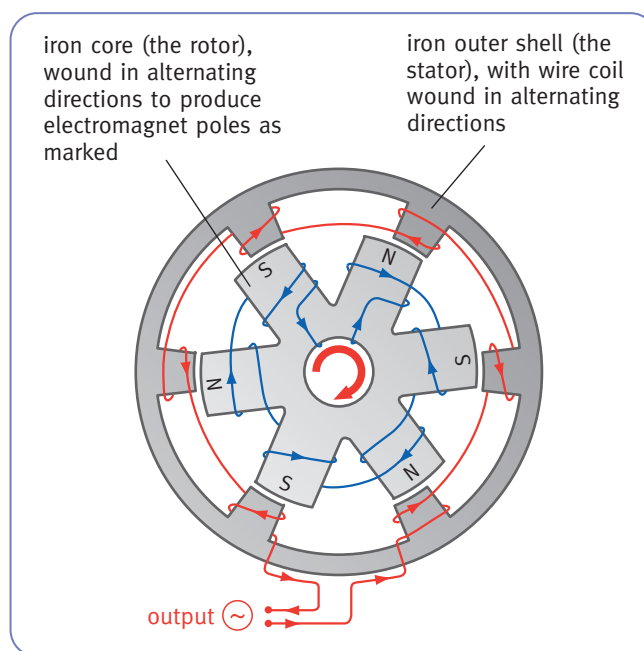 iron core (the rotor),
wound in alternating
directions to produce
electromagnet poles as
marked
iron outer shell (the
stator), with wire coil
wound in alternating
directions
S
N
N
S
S
N
output ~